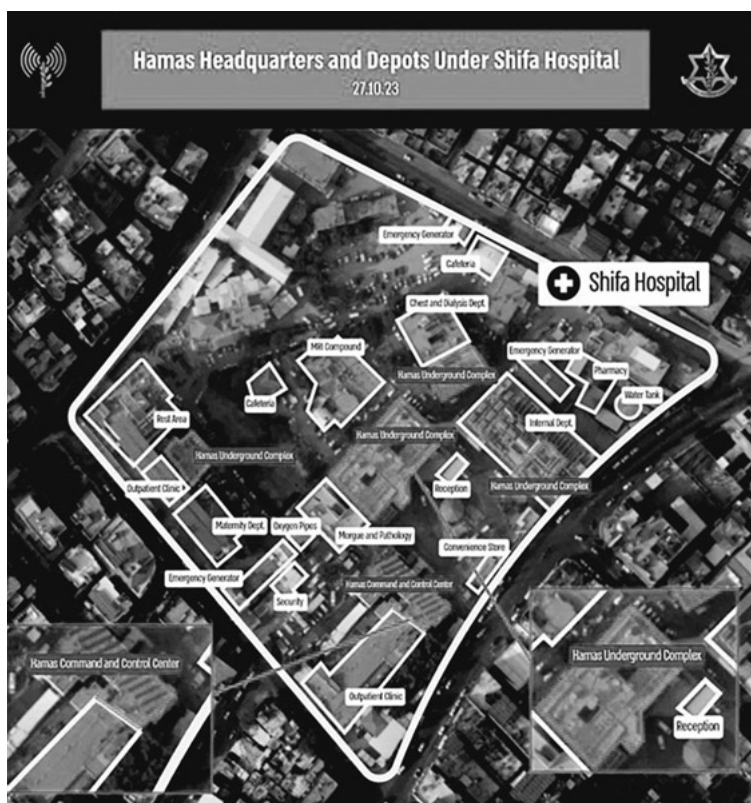 Hamas Headquarters and Depots Under Shifa Hospital
27.10.23
Emergency Generator
Cafeteria
Shifa Hospital
Chest and Dialysis Dept.
MRI Compound
Emergency Generator
Hamas Underground Complex
Pharmacy
Cafeteria
Water Tank
Rest Area
Internal Dept.
Hamas Underground Complex
Hamas Underground Complex
Outpatient Clinic
Reception
Hamas Underground Complex
Maternity Dept.
Oxygen Pipes
Morgue and Pathology
Convenience Store
Emergency Generator
Hamas Command and Control Center
Security
Hamas Command and Control Center
Hamas Underground Complex
Outpatient Clinic
Reception